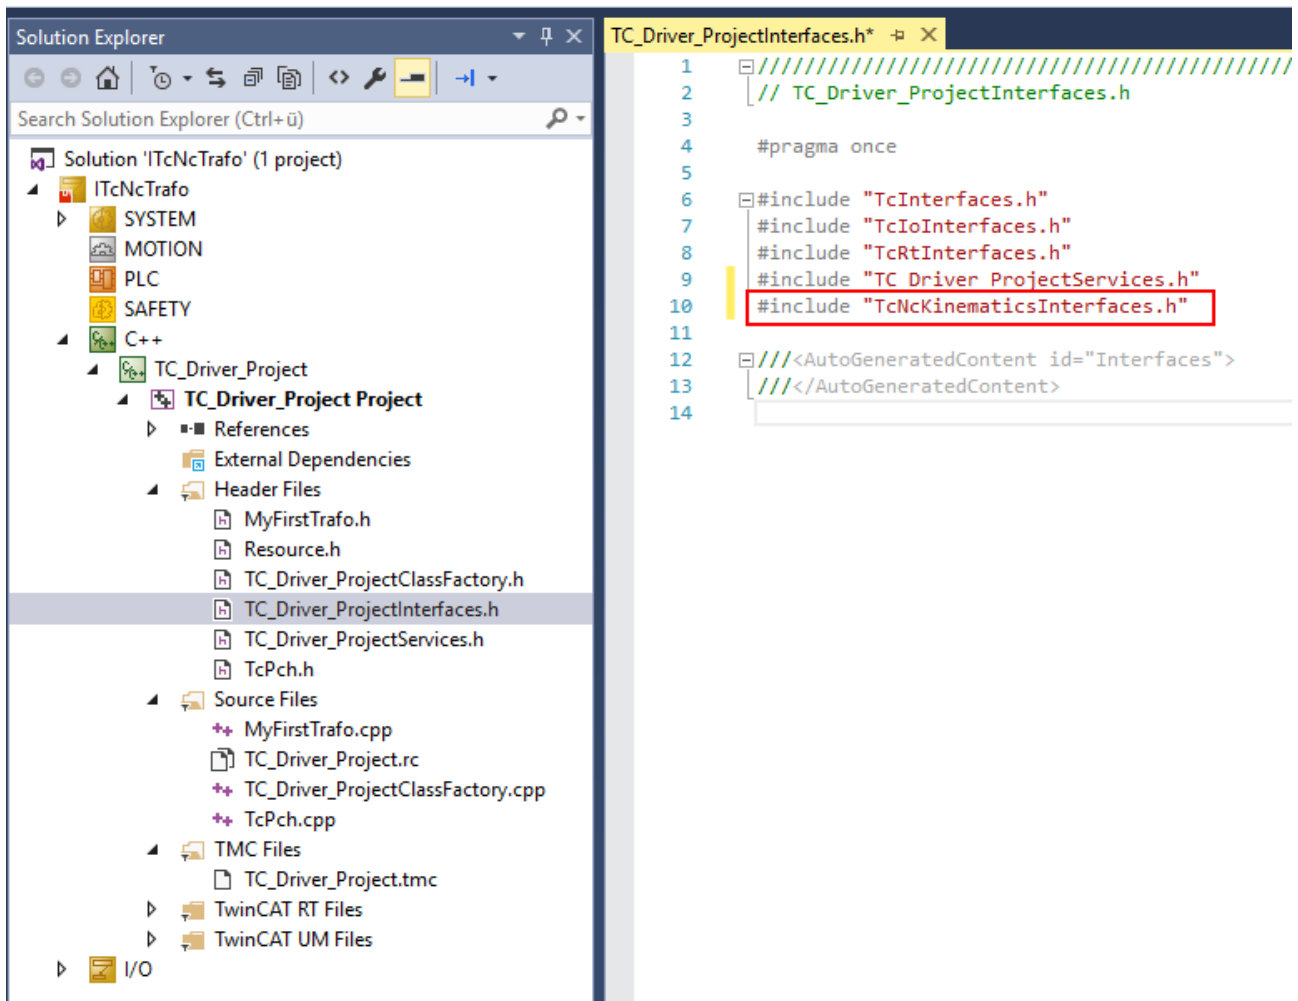 Solution Explorer
Search Solution Explorer (Ctrl+ü)
Solution 'ITcNcTrafo' (1 project)
ITcNcTrafo
SYSTEM
MOTION
PLC
SAFETY
C++
TC_Driver_Project
TC_Driver_Project Project
References
External Dependencies
Header Files
MyFirstTrafo.h
Resource.h
TC_Driver_ProjectClassFactory.h
TC_Driver_ProjectInterfaces.h
TC_Driver_ProjectServices.h
TcPch.h
Source Files
MyFirstTrafo.cpp
TC_Driver_Project.rc
TC_Driver_ProjectClassFactory.cpp
TcPch.cpp
TMC Files
TC_Driver_Project.tmc
TwinCAT RT Files
TwinCAT UM Files
I/O
TC_Driver_ProjectInterfaces.h*
1 /////////////////////////////////////////////
2 // TC_Driver_ProjectInterfaces.h
3
4 #pragma once
5
6 #include "TcInterfaces.h"
7 #include "TcIoInterfaces.h"
8 #include "TcRtInterfaces.h"
9 #include "TC_Driver_ProjectServices.h"
10 #include "TcNcKinematicsInterfaces.h"
11
12 ///<AutoGeneratedContent id="Interfaces">
13 ///</AutoGeneratedContent>
14